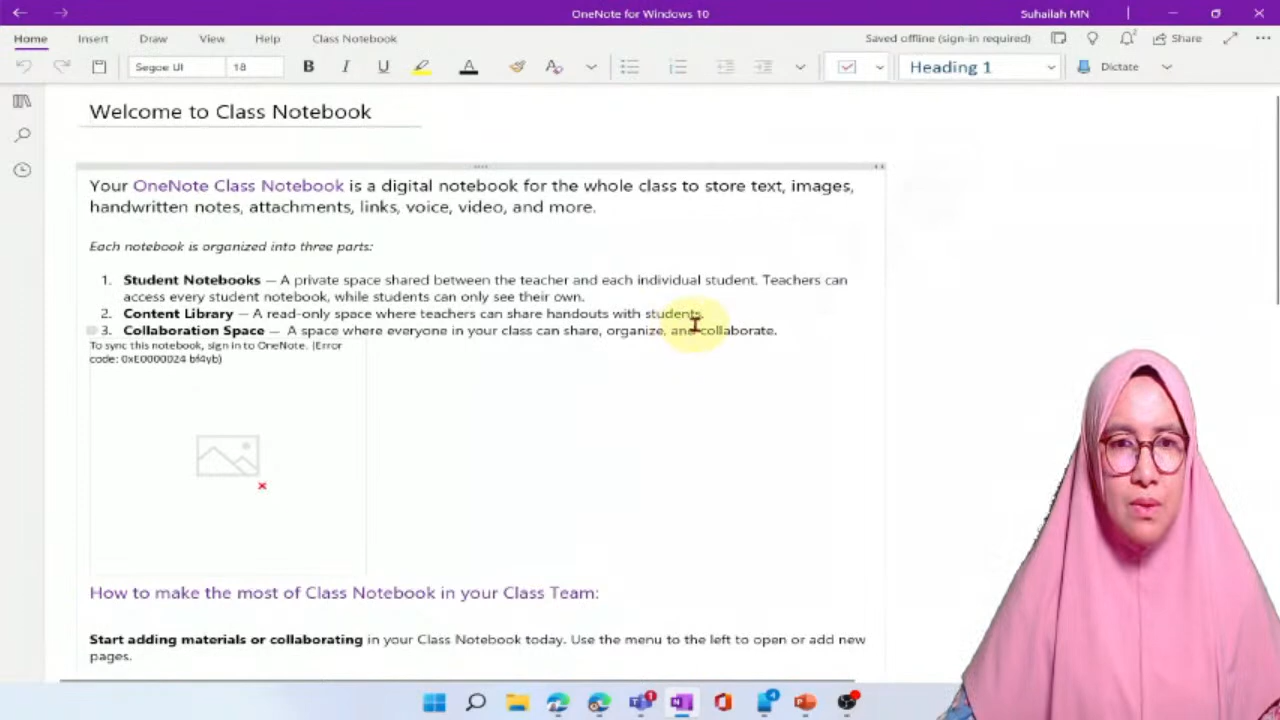 OneNote for Windows 10
Suhailah MN
Home Insert Draw View Help Class Notebook
Saved offline (sign-in required)
Share
Segoe UI 18 B I U A Heading 1 Dictate
Welcome to Class Notebook
Your OneNote Class Notebook is a digital notebook for the whole class to store text, images,
handwritten notes, attachments, links, voice, video, and more.
Each notebook is organized into three parts:
1. Student Notebooks — A private space shared between the teacher and each individual student. Teachers can
access every student notebook, while students can only see their own.
2. Content Library — A read-only space where teachers can share handouts with students.
3. Collaboration Space — A space where everyone in your class can share, organize, and collaborate.
To sync this notebook, sign in to OneNote. (Error
code: 0xE0000024 bf4yb)
How to make the most of Class Notebook in your Class Team:
Start adding materials or collaborating in your Class Notebook today. Use the menu to the left to open or add new
pages.